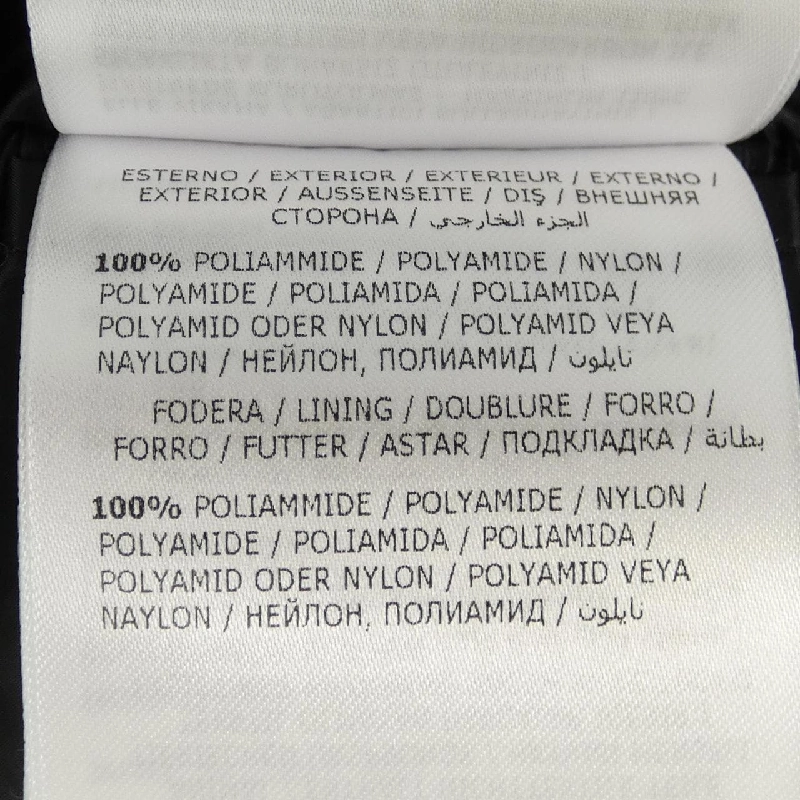 ESTERNO / EXTERIOR / EXTERIEUR / EXTERNO /
EXTERIOR / AUSSENSEITE / DIŞ / ВНЕШНЯЯ
СТОРОНА / الجزء الخارجي
100% POLIAMMIDE / POLYAMIDE / NYLON /
POLYAMIDE / POLIAMIDA / POLIAMIDA /
POLYAMID ODER NYLON / POLYAMID VEYA
NAYLON / НЕЙЛОН, ПОЛИАМИД / نايلون
FODERA / LINING / DOUBLURE / FORRO /
FORRO / FUTTER / ASTAR / ПОДКЛАДКА / بطانة
100% POLIAMMIDE / POLYAMIDE / NYLON /
POLYAMIDE / POLIAMIDA / POLIAMIDA /
POLYAMID ODER NYLON / POLYAMID VEYA
NAYLON / НЕЙЛОН, ПОЛИАМИД / نايلون